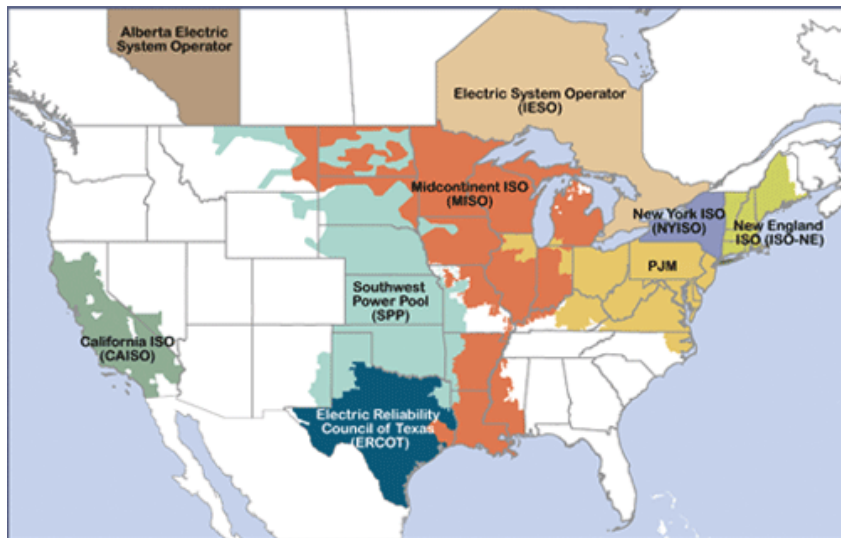 Alberta Electric
System Operator
Electric System Operator
(IESO)
Midcontinent ISO
(MISO)
New York ISO
(NYISO)
New England
ISO (ISO-NE)
PJM
Southwest
Power Pool
(SPP)
California ISO
(CAISO)
Electric Reliability
Council of Texas
(ERCOT)